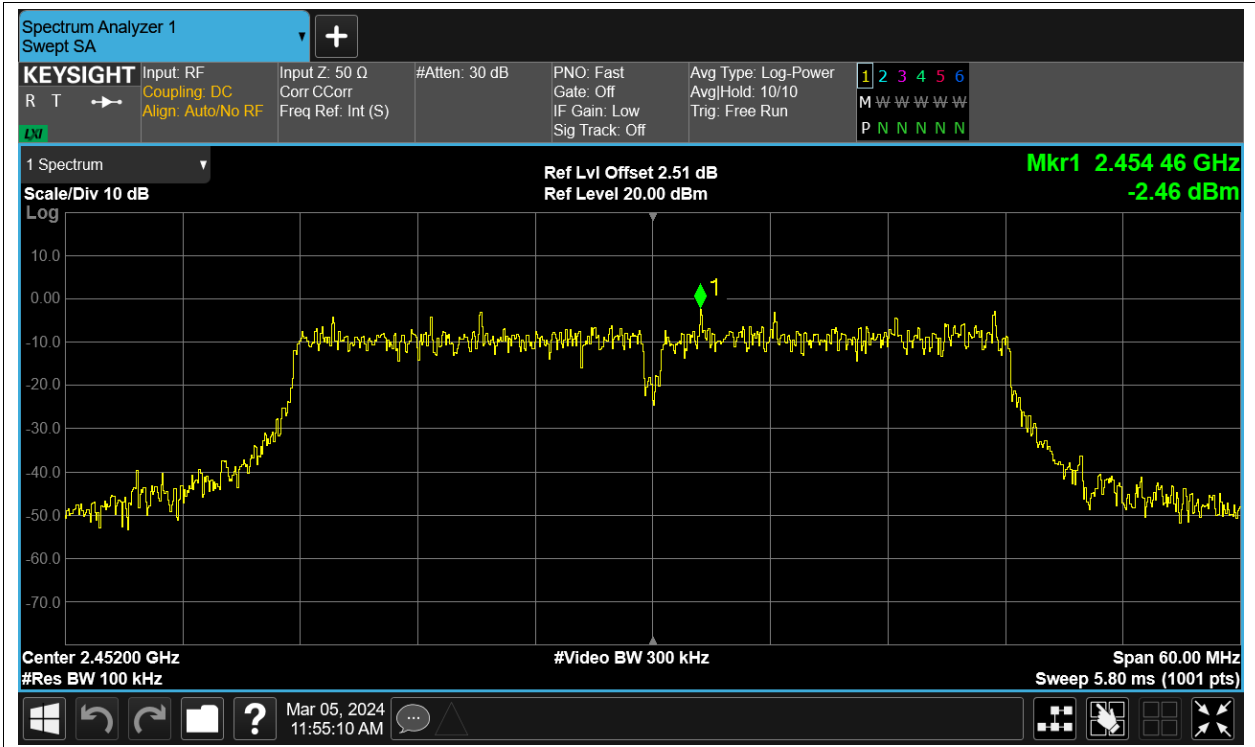 Spectrum Analyzer 1
Swept SA
+
KEYSIGHT
R T
LXI
Input: RF
Coupling: DC
Align: Auto/No RF
Input Z: 50 Ω
Corr CCorr
Freq Ref: Int (S)
#Atten: 30 dB
PNO: Fast
Gate: Off
IF Gain: Low
Sig Track: Off
Avg Type: Log-Power
Avg|Hold: 10/10
Trig: Free Run
1 2 3 4 5 6
M W W W W W
P N N N N N
1 Spectrum
Scale/Div 10 dB
Log
Ref Lvl Offset 2.51 dB
Ref Level 20.00 dBm
Mkr1 2.454 46 GHz
-2.46 dBm
1
10.0
0.00
-10.0
-20.0
-30.0
-40.0
-50.0
-60.0
-70.0
Center 2.45200 GHz
#Res BW 100 kHz
#Video BW 300 kHz
Span 60.00 MHz
Sweep 5.80 ms (1001 pts)
?
Mar 05, 2024
11:55:10 AM